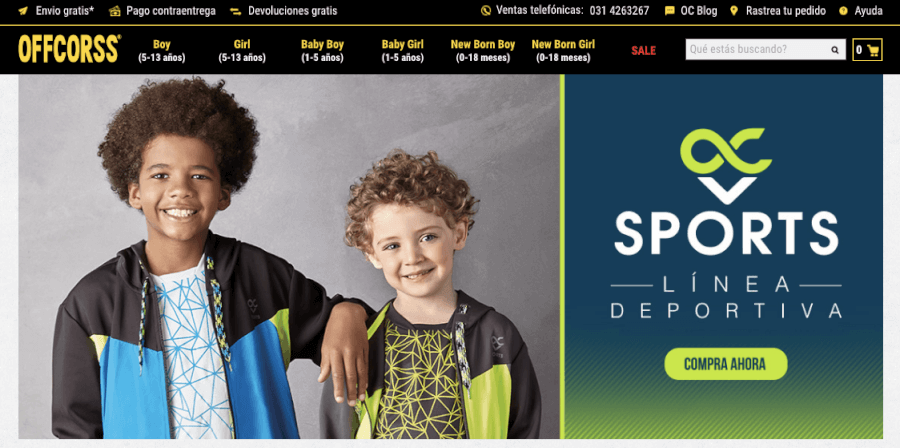 Envio gratis* Pago contraentrega Devoluciones gratis Ventas telefónicas: 031 4263267 OC Blog Rastrea tu pedido Ayuda
OFFCORSS® Boy Girl Baby Boy Baby Girl New Born Boy New Born Girl SALE Qué estás buscando? 0
(5-13 años) (5-13 años) (1-5 años) (1-5 años) (0-18 meses) (0-18 meses)
OC
SPORTS
LÍNEA
DEPORTIVA
COMPRA AHORA